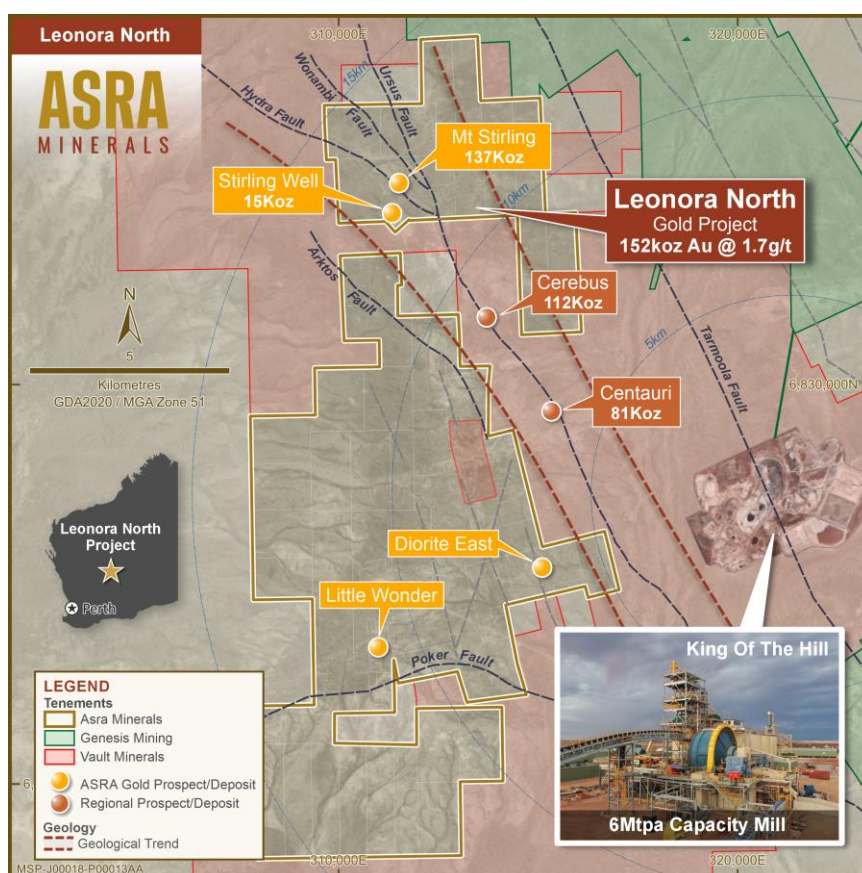 Leonora North
ASRA
MINERALS
310,000E
320,000E
15km
Hydra Fault
Wonambi Fault
Ursus Fault
Mt Stirling
137Koz
Stirling Well
15Koz
10km
Leonora North
Gold Project
152koz Au @ 1.7g/t
Arktos Fault
Cerebus
112Koz
5km
Tarmoola Fault
N
5
Kilometres
GDA2020 / MGA Zone 51
6,830,000N
Centauri
81Koz
Leonora North
Project
Perth
Diorite East
Little Wonder
Poker Fault
King Of The Hill
6Mtpa Capacity Mill
LEGEND
Tenements
Asra Minerals
Genesis Mining
Vault Minerals
ASRA Gold Prospect/Deposit
Regional Prospect/Deposit
Geology
Geological Trend
MSP-J00018-P00013AA
310,000E
320,000E